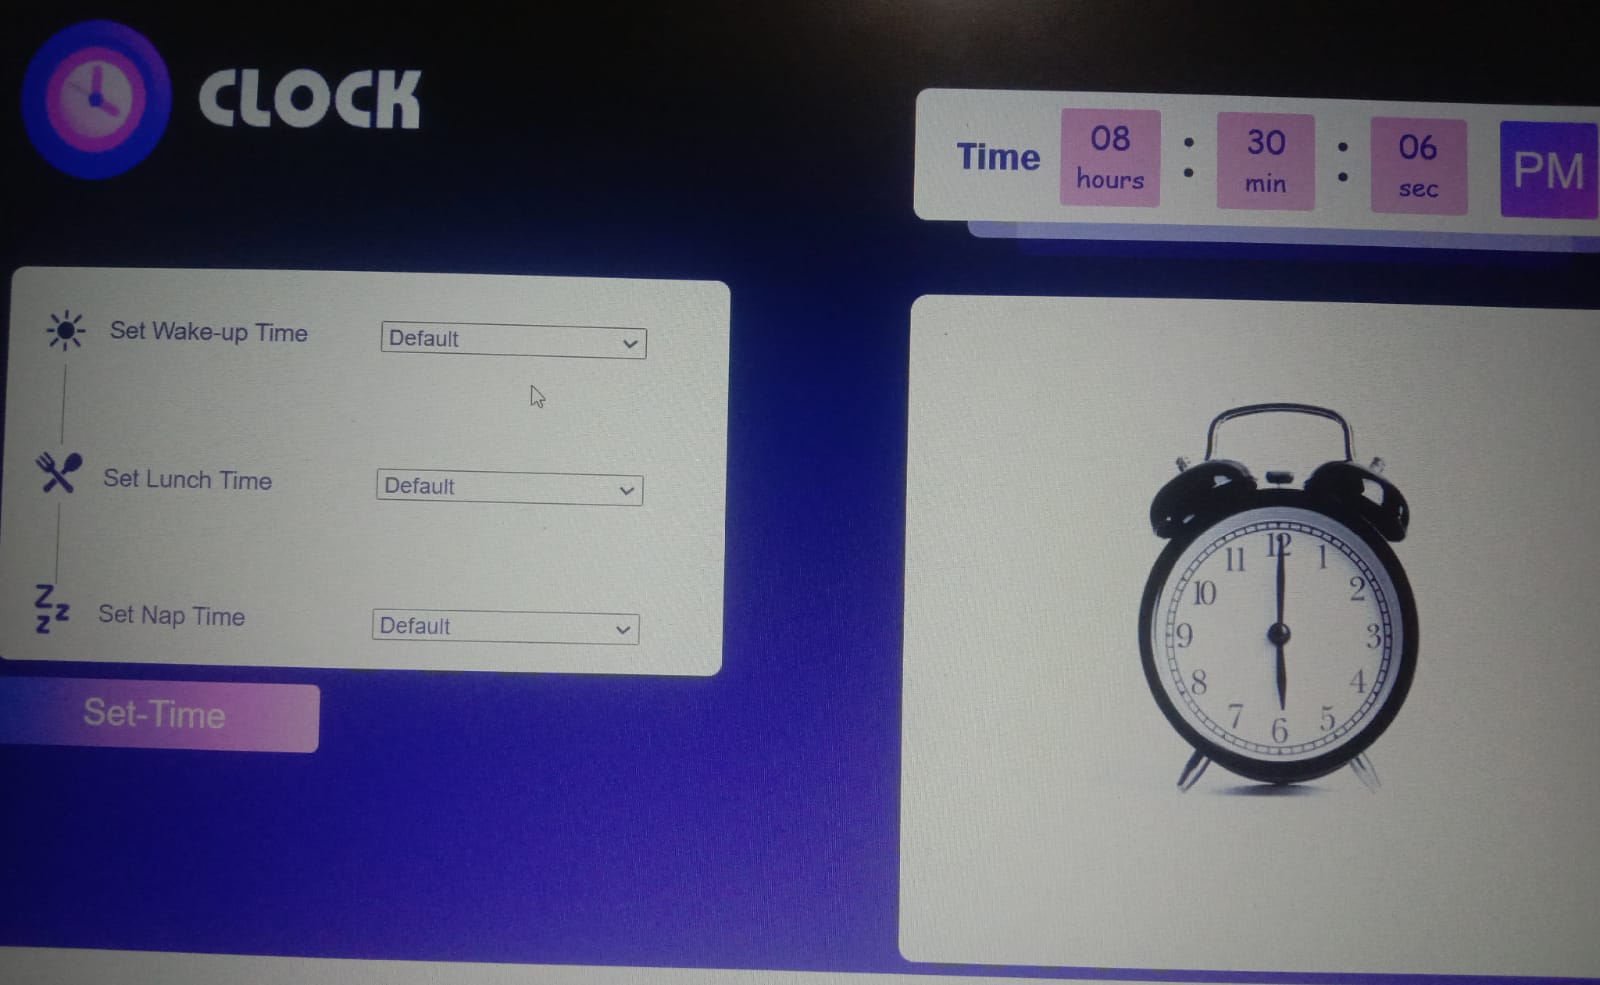 CLOCK
Time
08 : 30 : 06 PM
hours min sec
Set Wake-up Time Default
Set Lunch Time Default
Set Nap Time Default
Set-Time
12
11 1
10 2
9 3
8 4
7 5
6